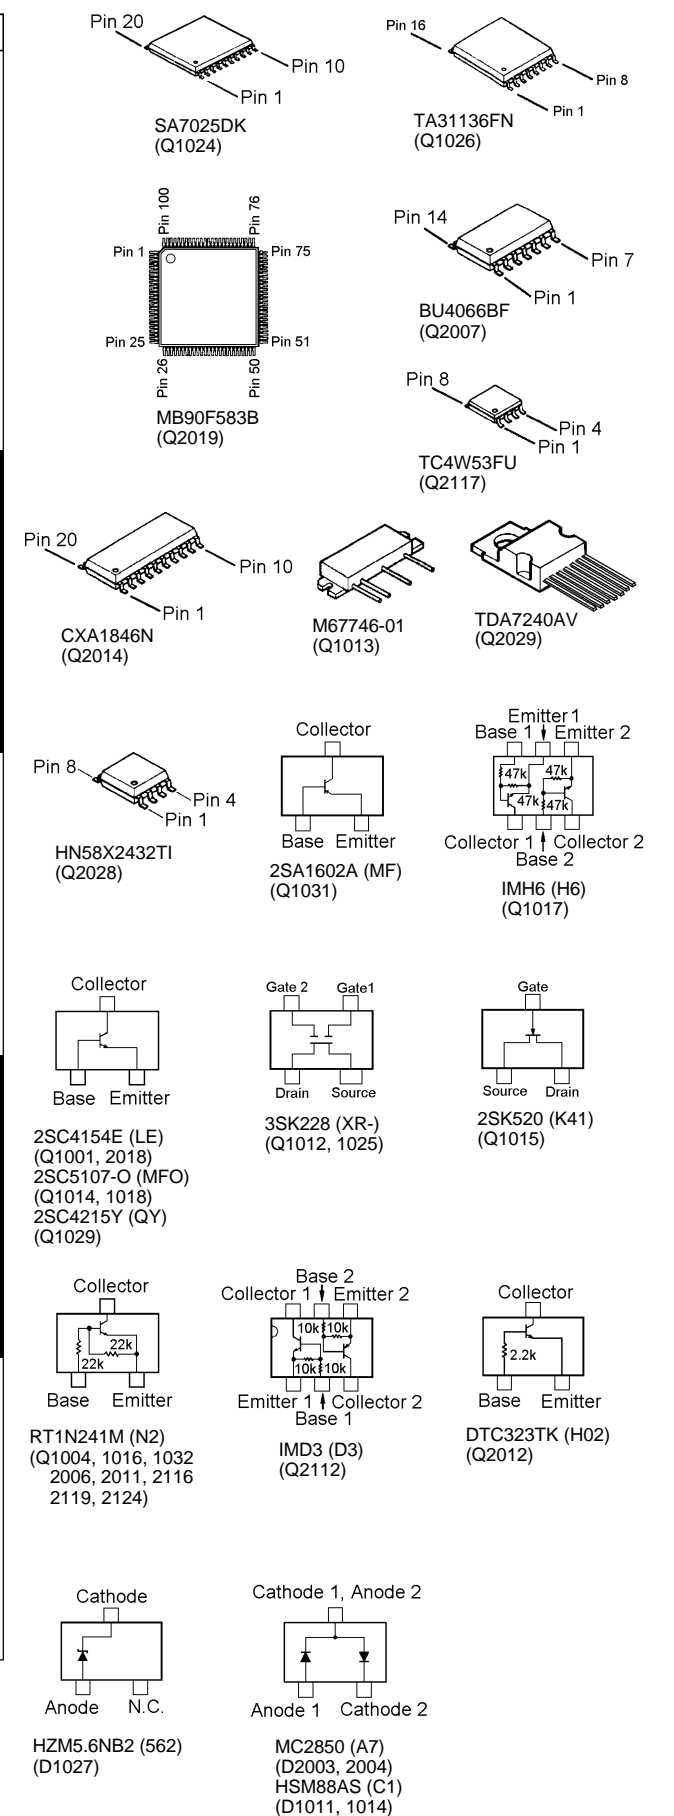 Pin 20
Pin 10
Pin 1
SA7025DK
(Q1024)
Pin 16
Pin 8
Pin 1
TA31136FN
(Q1026)
Pin 100
Pin 76
Pin 1
Pin 75
Pin 25
Pin 51
Pin 26
Pin 50
MB90F583B
(Q2019)
Pin 14
Pin 7
Pin 1
BU4066BF
(Q2007)
Pin 8
Pin 4
Pin 1
TC4W53FU
(Q2117)
Pin 20
Pin 10
Pin 1
CXA1846N
(Q2014)
M67746-01
(Q1013)
TDA7240AV
(Q2029)
Pin 8
Pin 4
Pin 1
HN58X2432TI
(Q2028)
Collector
Base Emitter
2SA1602A (MF)
(Q1031)
Emitter 1
Base 1 Emitter 2
47k 47k
47k 47k
Collector 1 Collector 2
Base 2
IMH6 (H6)
(Q1017)
Collector
Base Emitter
2SC4154E (LE)
(Q1001, 2018)
2SC5107-O (MFO)
(Q1014, 1018)
2SC4215Y (QY)
(Q1029)
Gate 2 Gate1
Drain Source
3SK228 (XR-)
(Q1012, 1025)
Gate
Source Drain
2SK520 (K41)
(Q1015)
Collector
22k
22k
Base Emitter
RT1N241M (N2)
(Q1004, 1016, 1032
2006, 2011, 2116
2119, 2124)
Base 2
Collector 1 Emitter 2
10k 10k
10k 10k
Emitter 1 Collector 2
Base 1
IMD3 (D3)
(Q2112)
Collector
2.2k
Base Emitter
DTC323TK (H02)
(Q2012)
Cathode
Anode N.C.
HZM5.6NB2 (562)
(D1027)
Cathode 1, Anode 2
Anode 1 Cathode 2
MC2850 (A7)
(D2003, 2004)
HSM88AS (C1)
(D1011, 1014)